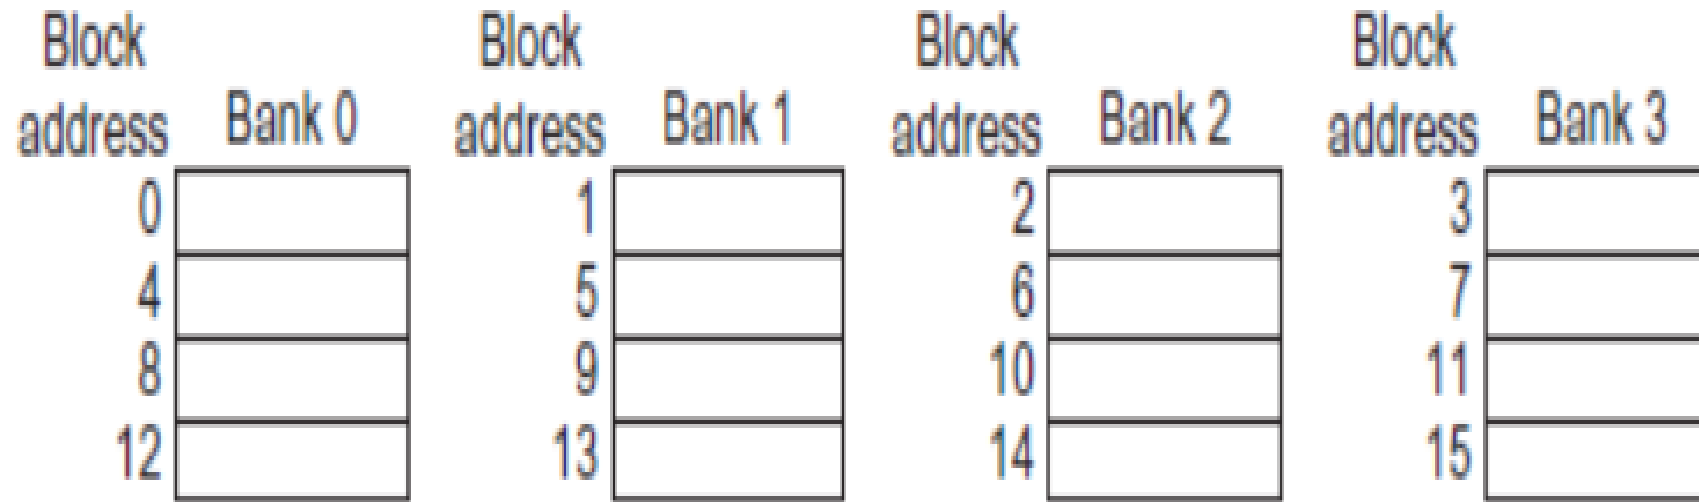 Block Block Block Block
address Bank 0 address Bank 1 address Bank 2 address Bank 3
0 1 2 3
4 5 6 7
8 9 10 11
12 13 14 15